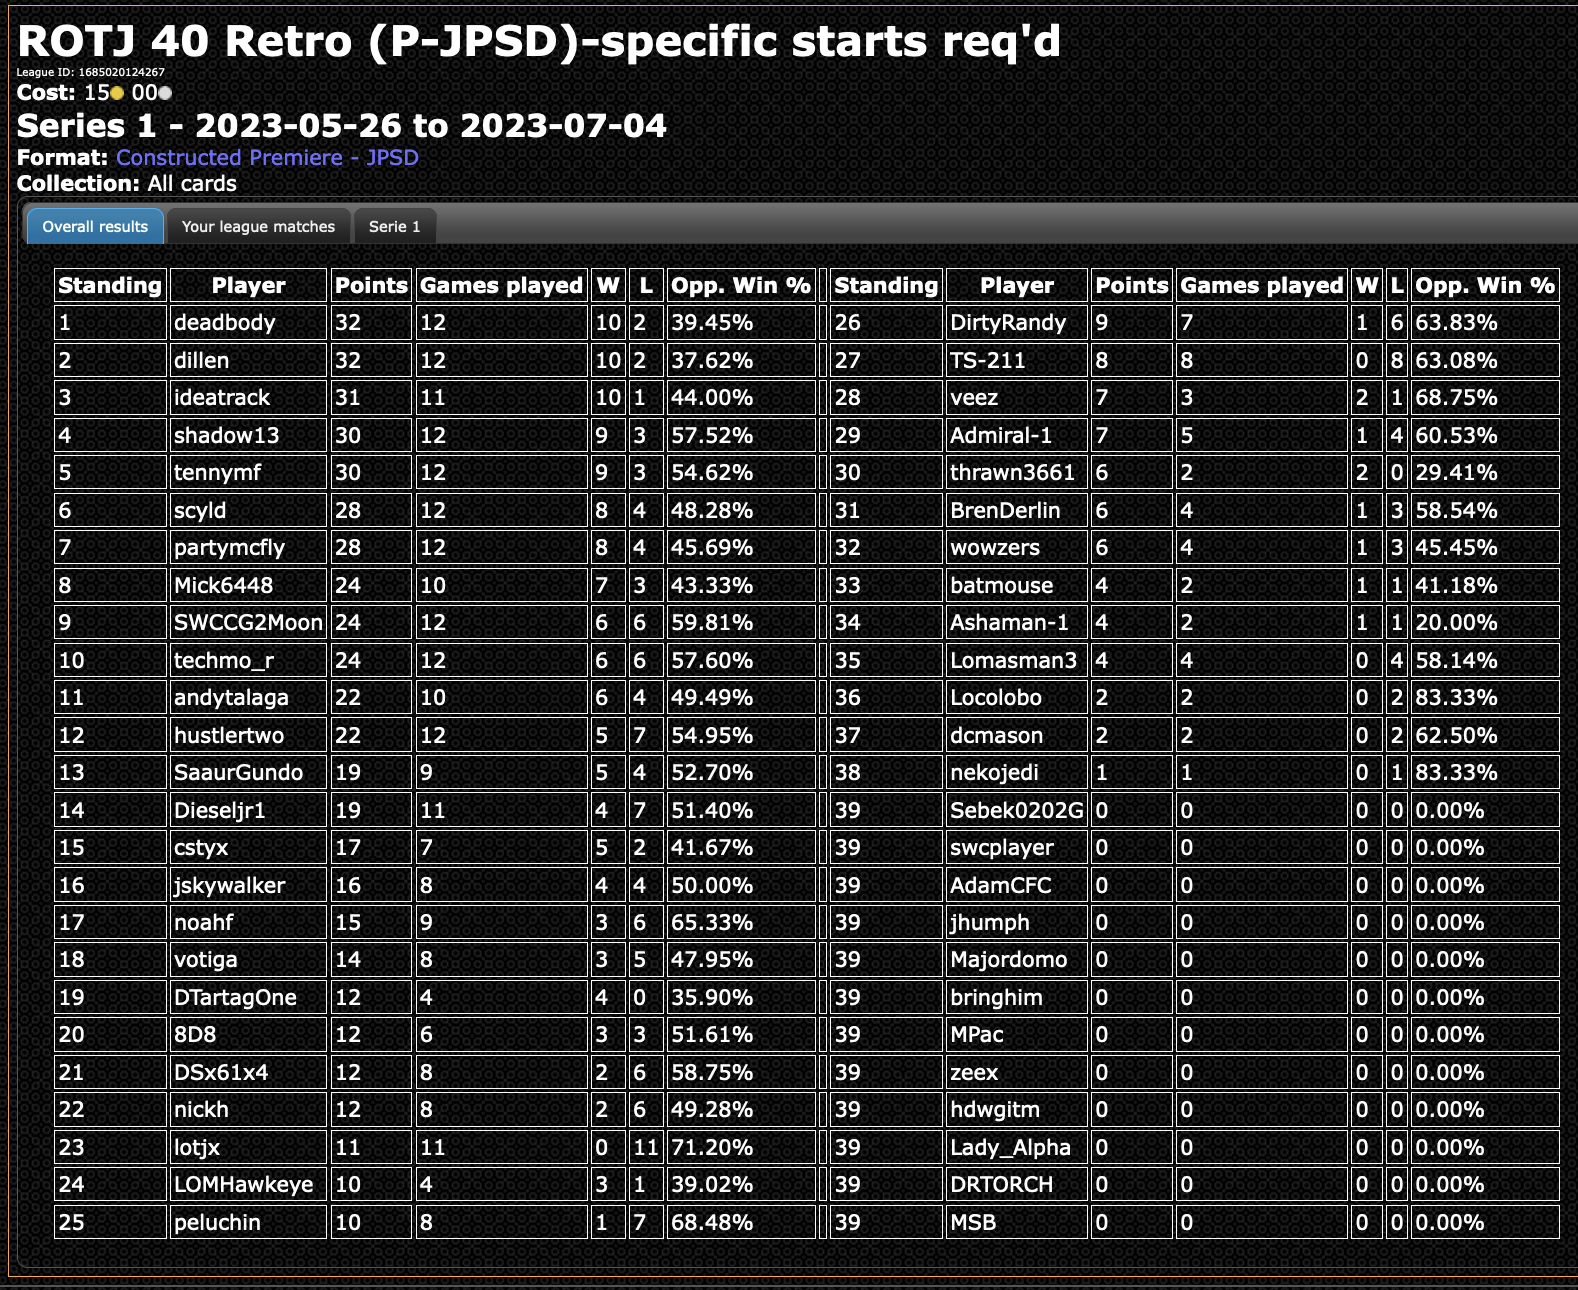 ROTJ 40 Retro (P-JPSD)-specific starts req'd
League ID: 1685020124267
Cost: 15 00
Series 1 - 2023-05-26 to 2023-07-04
Format: Constructed Premiere - JPSD
Collection: All cards
Overall results Your league matches Serie 1
Standing Player Points Games played W L Opp. Win % Standing Player Points Games played W L Opp. Win %
1 deadbody 32 12 10 2 39.45% 26 DirtyRandy 9 7 1 6 63.83%
2 dillen 32 12 10 2 37.62% 27 TS-211 8 8 0 8 63.08%
3 ideatrack 31 11 10 1 44.00% 28 veez 7 3 2 1 68.75%
4 shadow13 30 12 9 3 57.52% 29 Admiral-1 7 5 1 4 60.53%
5 tennymf 30 12 9 3 54.62% 30 thrawn3661 6 2 2 0 29.41%
6 scyld 28 12 8 4 48.28% 31 BrenDerlin 6 4 1 3 58.54%
7 partymcfly 28 12 8 4 45.69% 32 wowzers 6 4 1 3 45.45%
8 Mick6448 24 10 7 3 43.33% 33 batmouse 4 2 1 1 41.18%
9 SWCCG2Moon 24 12 6 6 59.81% 34 Ashaman-1 4 2 1 1 20.00%
10 techmo_r 24 12 6 6 57.60% 35 Lomasman3 4 4 0 4 58.14%
11 andytalaga 22 10 6 4 49.49% 36 Locolobo 2 2 0 2 83.33%
12 hustlertwo 22 12 5 7 54.95% 37 dcmason 2 2 0 2 62.50%
13 SaaurGundo 19 9 5 4 52.70% 38 nekojedi 1 1 0 1 83.33%
14 Dieseljr1 19 11 4 7 51.40% 39 Sebek0202G 0 0 0 0 0.00%
15 cstyx 17 7 5 2 41.67% 39 swcplayer 0 0 0 0 0.00%
16 jskywalker 16 8 4 4 50.00% 39 AdamCFC 0 0 0 0 0.00%
17 noahf 15 9 3 6 65.33% 39 jhumph 0 0 0 0 0.00%
18 votiga 14 8 3 5 47.95% 39 Majordomo 0 0 0 0 0.00%
19 DTartagOne 12 4 4 0 35.90% 39 bringhim 0 0 0 0 0.00%
20 8D8 12 6 3 3 51.61% 39 MPac 0 0 0 0 0.00%
21 DSx61x4 12 8 2 6 58.75% 39 zeex 0 0 0 0 0.00%
22 nickh 12 8 2 6 49.28% 39 hdwgitm 0 0 0 0 0.00%
23 lotjx 11 11 0 11 71.20% 39 Lady_Alpha 0 0 0 0 0.00%
24 LOMHawkeye 10 4 3 1 39.02% 39 DRTORCH 0 0 0 0 0.00%
25 peluchin 10 8 1 7 68.48% 39 MSB 0 0 0 0 0.00%